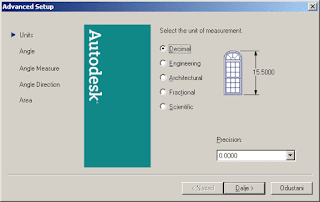 Advanced Setup
Units
Angle
Angle Measure
Angle Direction
Area
Autodesk
Select the unit of measurement.
Decimal
Engineering
Architectural
Fractional
Scientific
15.5000
Precision:
0.0000
< Nazad
Dalje >
Odustani